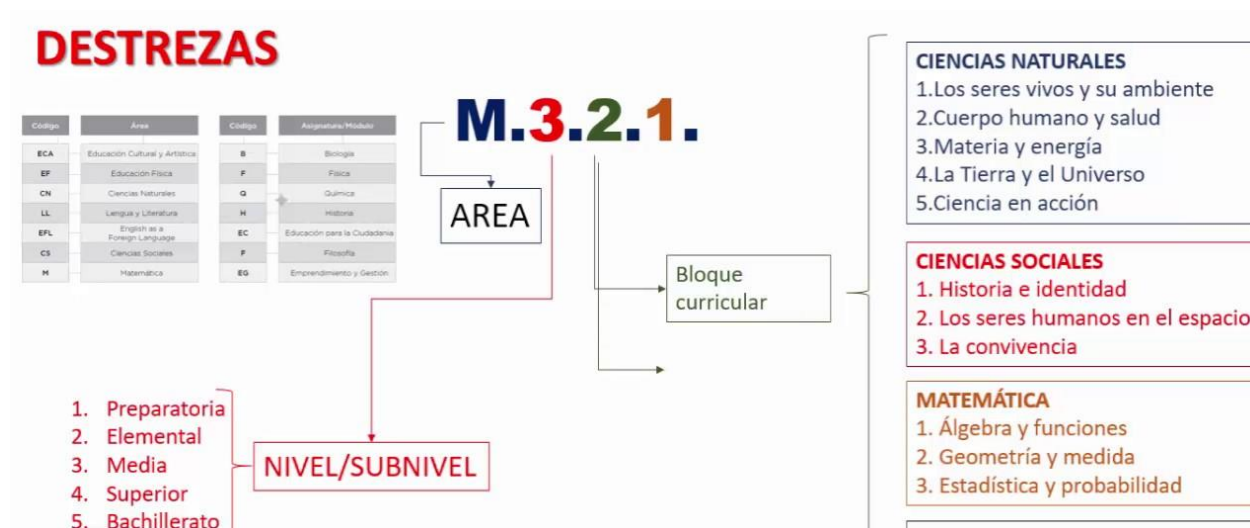 DESTREZAS
M.3.2.1.
Código Área
ECA Educación Cultural y Artística
EF Educación Física
CN Ciencias Naturales
LL Lengua y Literatura
EFL English as a
Foreign Language
CS Ciencias Sociales
M Matemática
Código Asignatura/Módulo
B Biología
F Física
Q Química
H Historia
EC Educación para la Ciudadanía
F Filosofía
EG Emprendimiento y Gestión
AREA
Bloque
curricular
NIVEL/SUBNIVEL
1. Preparatoria
2. Elemental
3. Media
4. Superior
5. Bachillerato
CIENCIAS NATURALES
1.Los seres vivos y su ambiente
2.Cuerpo humano y salud
3.Materia y energía
4.La Tierra y el Universo
5.Ciencia en acción
CIENCIAS SOCIALES
1. Historia e identidad
2. Los seres humanos en el espacio
3. La convivencia
MATEMÁTICA
1. Álgebra y funciones
2. Geometría y medida
3. Estadística y probabilidad